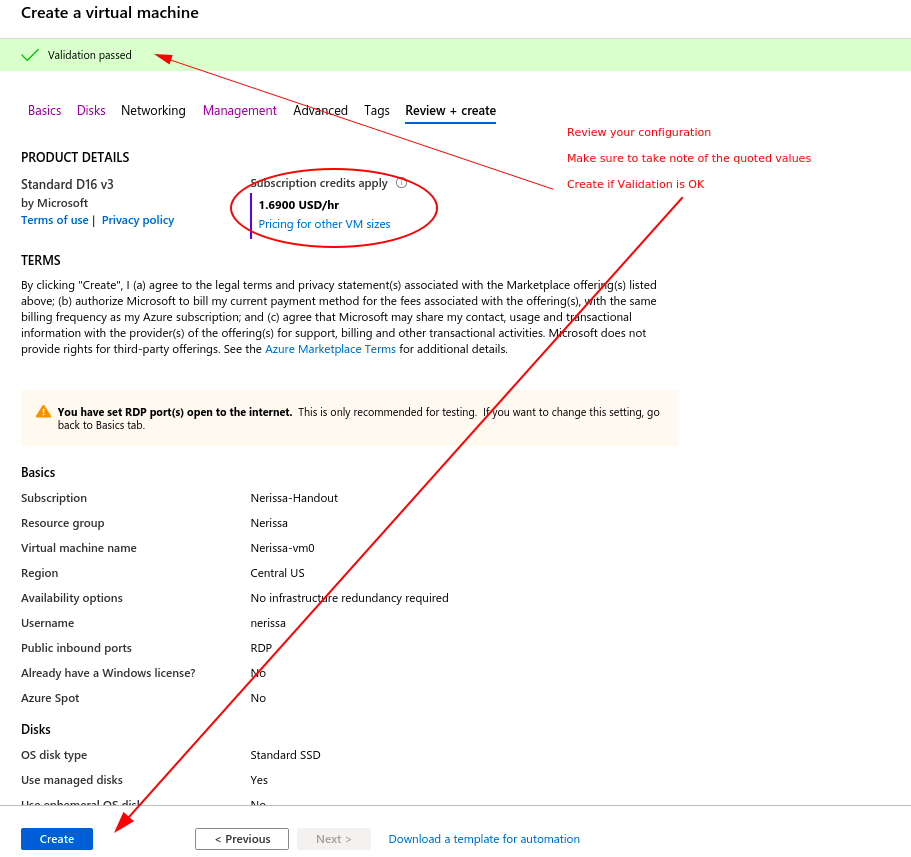 Create a virtual machine
Validation passed
Basics Disks Networking Management Advanced Tags Review + create
Review your configuration
Make sure to take note of the quoted values
Create if Validation is OK
PRODUCT DETAILS
Standard D16 v3
by Microsoft
Terms of use | Privacy policy
Subscription credits apply
1.6900 USD/hr
Pricing for other VM sizes
TERMS
By clicking "Create", I (a) agree to the legal terms and privacy statement(s) associated with the Marketplace offering(s) listed
above; (b) authorize Microsoft to bill my current payment method for the fees associated with the offering(s), with the same
billing frequency as my Azure subscription; and (c) agree that Microsoft may share my contact, usage and transactional
information with the provider(s) of the offering(s) for support, billing and other transactional activities. Microsoft does not
provide rights for third-party offerings. See the Azure Marketplace Terms for additional details.
You have set RDP port(s) open to the internet. This is only recommended for testing. If you want to change this setting, go
back to Basics tab.
Basics
Subscription Nerissa-Handout
Resource group Nerissa
Virtual machine name Nerissa-vm0
Region Central US
Availability options No infrastructure redundancy required
Username nerissa
Public inbound ports RDP
Already have a Windows license? No
Azure Spot No
Disks
OS disk type Standard SSD
Use managed disks Yes
Use ephemeral OS disk No
Create < Previous Next > Download a template for automation